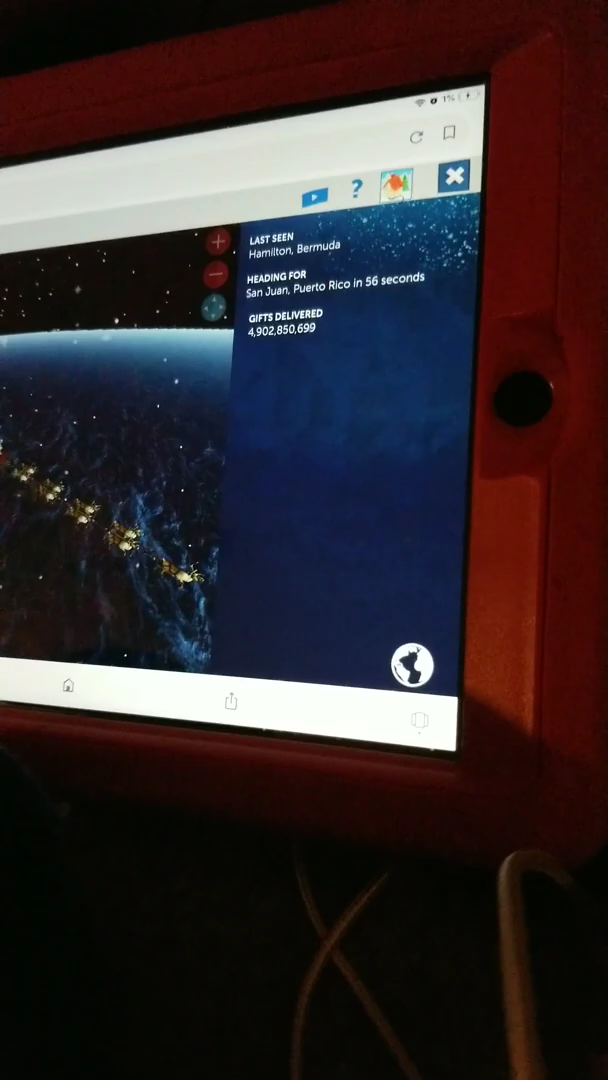 1%
?
LAST SEEN
Hamilton, Bermuda
HEADING FOR
San Juan, Puerto Rico in 56 seconds
GIFTS DELIVERED
4,902,850,699